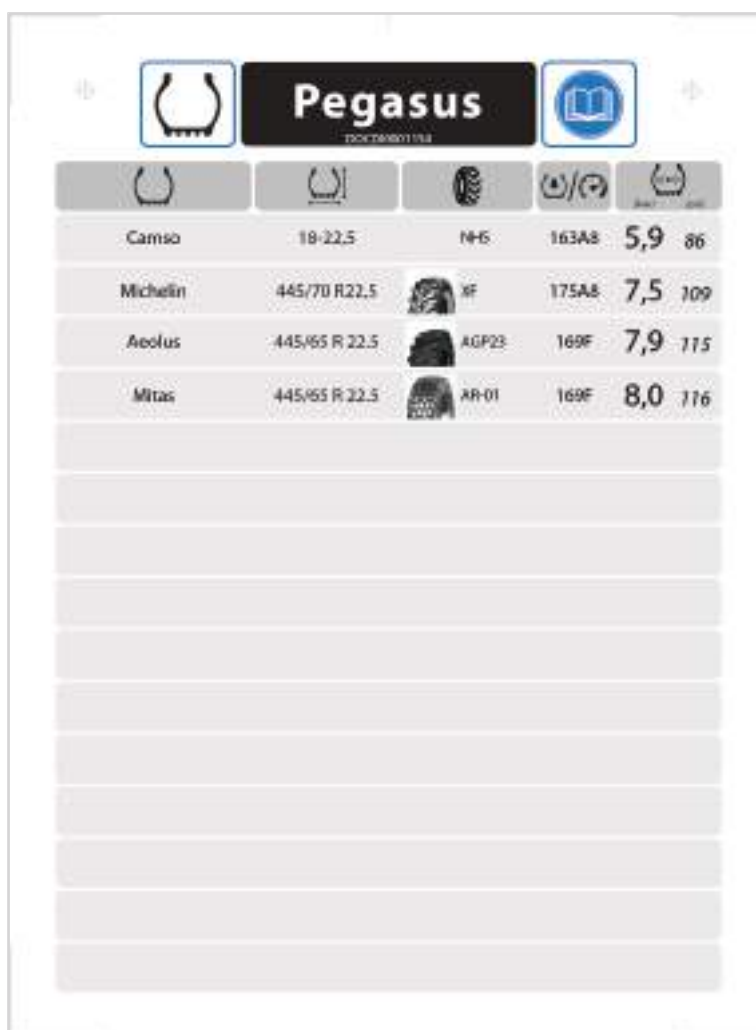 Pegasus
Camso 18-22,5 NHS 163A8 5,9 86
Michelin 445/70 R22,5 XF 175A8 7,5 109
Aeolus 445/65 R 22.5 AGP23 169F 7,9 115
Mitas 445/65 R 22.5 AR-01 169F 8,0 116